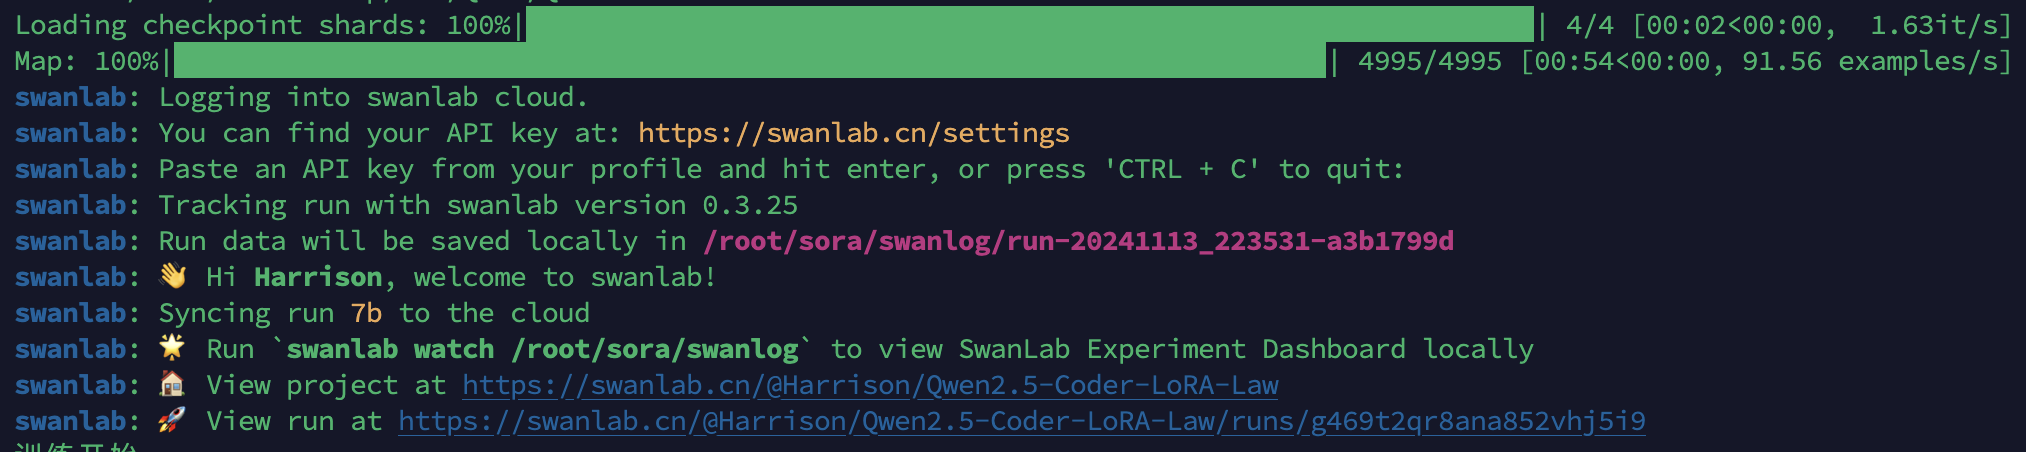 Loading checkpoint shards: 100%|| 4/4 [00:02<00:00,  1.63it/s]
Map: 100%|| 4995/4995 [00:54<00:00, 91.56 examples/s]
swanlab: Logging into swanlab cloud.
swanlab: You can find your API key at: https://swanlab.cn/settings
swanlab: Paste an API key from your profile and hit enter, or press 'CTRL + C' to quit:
swanlab: Tracking run with swanlab version 0.3.25
swanlab: Run data will be saved locally in /root/sora/swanlog/run-20241113_223531-a3b1799d
swanlab: 👋 Hi Harrison, welcome to swanlab!
swanlab: Syncing run 7b to the cloud
swanlab: 🌟 Run `swanlab watch /root/sora/swanlog` to view SwanLab Experiment Dashboard locally
swanlab: 🏠 View project at https://swanlab.cn/@Harrison/Qwen2.5-Coder-LoRA-Law
swanlab: 🚀 View run at https://swanlab.cn/@Harrison/Qwen2.5-Coder-LoRA-Law/runs/g469t2qr8ana852vhj5i9
训练开始